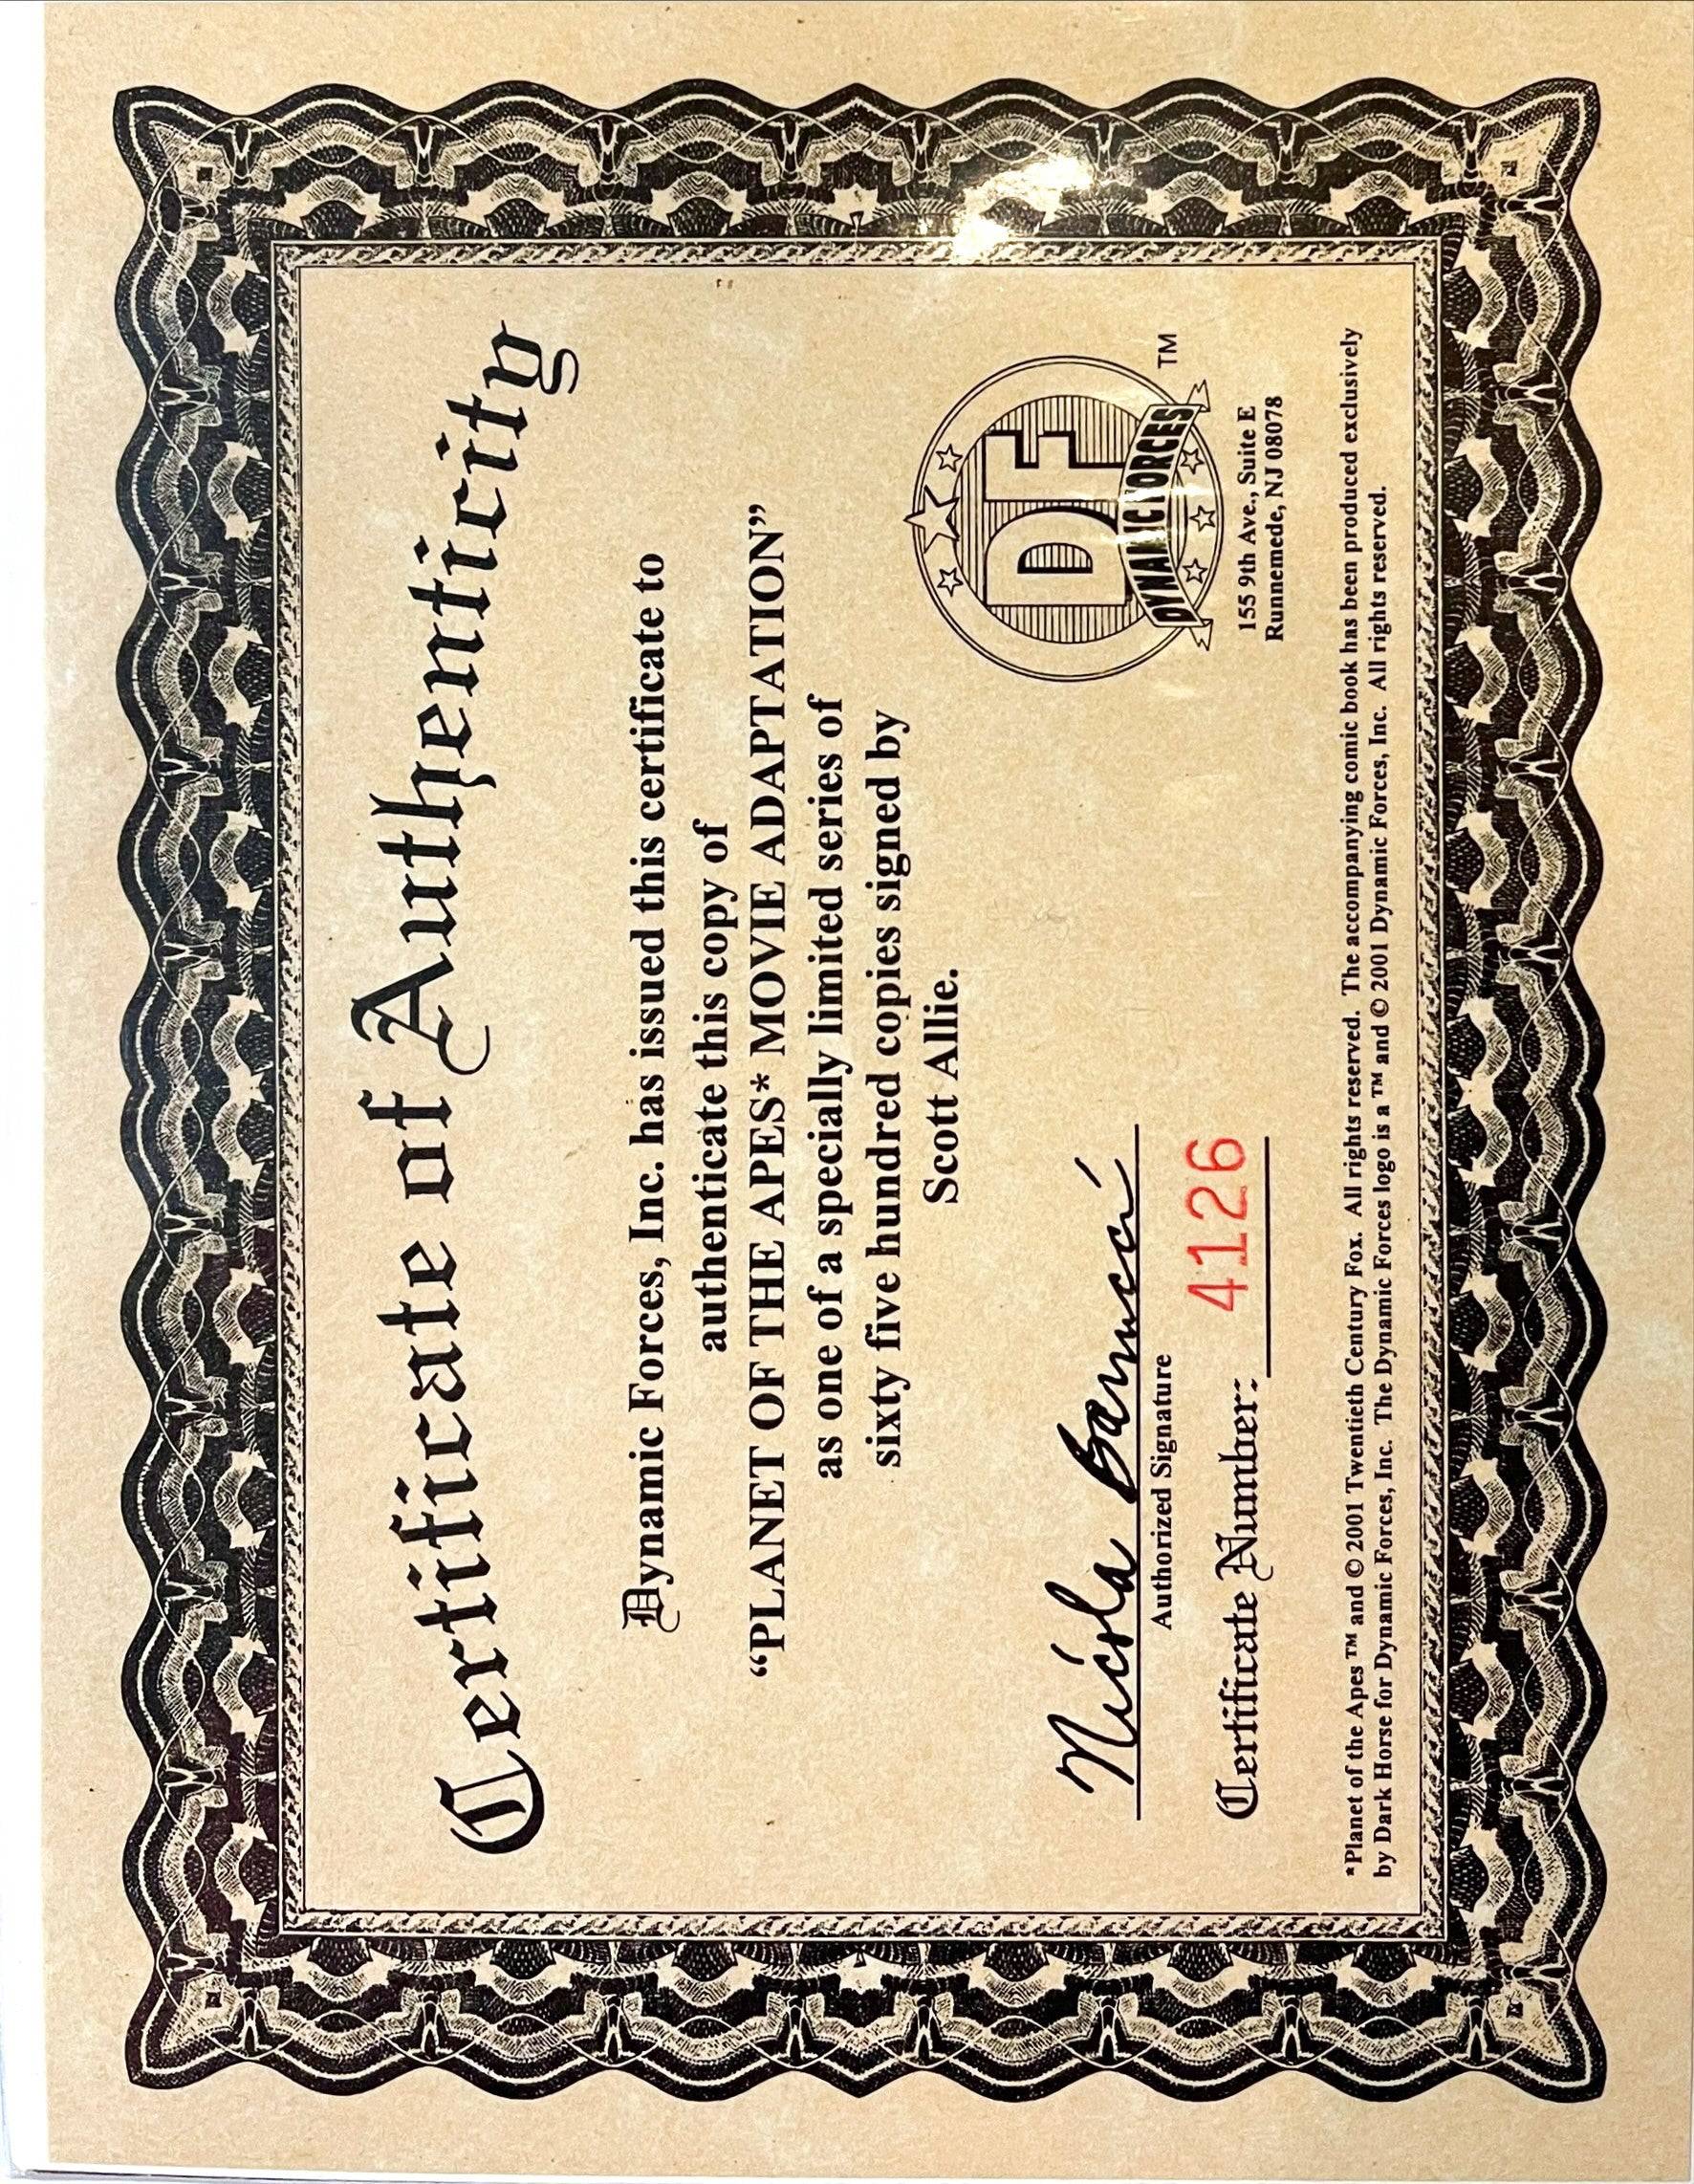 Certificate of Authenticity
Dynamic Forces, Inc. has issued this certificate to
authenticate this copy of
“PLANET OF THE APES* MOVIE ADAPTATION”
as one of a specially limited series of
sixty five hundred copies signed by
Scott Allie.
Nicola Barrucci
Authorized Signature
Certificate Number: 4126
DF
DYNAMIC FORCES
TM
155 9th Ave., Suite E
Runnemede, NJ 08078
*Planet of the Apes™ and © 2001 Twentieth Century Fox. All rights reserved. The accompanying comic book has been produced exclusively
by Dark Horse for Dynamic Forces, Inc. The Dynamic Forces logo is a ™ and © 2001 Dynamic Forces, Inc. All rights reserved.